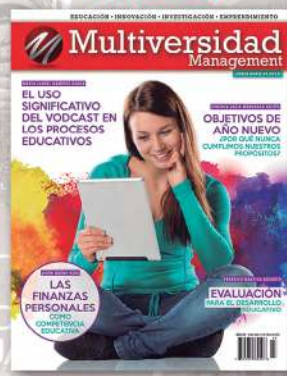 EDUCACIÓN • INNOVACIÓN • INVESTIGACIÓN • EMPRENDIMIENTO
Multiversidad
Management
EL USO
SIGNIFICATIVO
DEL VODCAST EN
LOS PROCESOS
EDUCATIVOS
OBJETIVOS DE
AÑO NUEVO
¿POR QUÉ NUNCA
CUMPLIMOS NUESTROS
PROPÓSITOS?
LAS
FINANZAS
PERSONALES
COMO
COMPETENCIA
EDUCATIVA
EVALUACIÓN
PARA EL DESARROLLO
EDUCATIVO